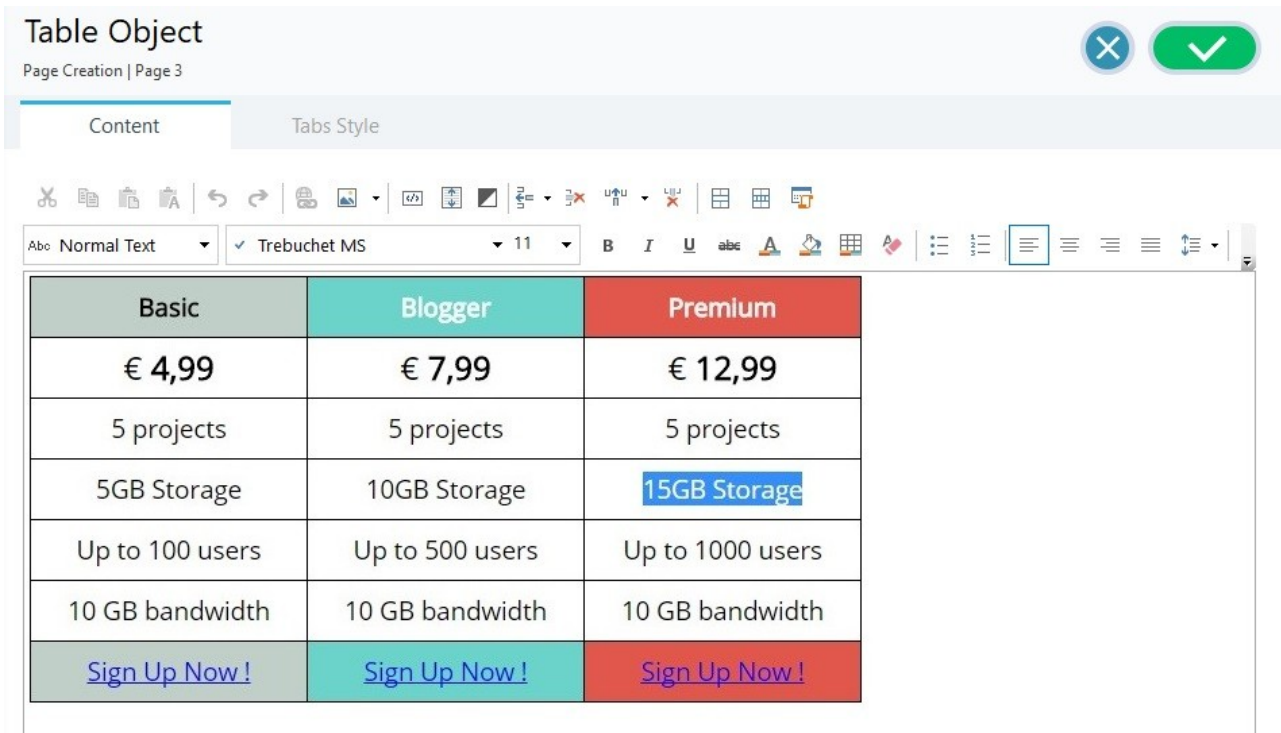 Table Object
Page Creation | Page 3
Content Tabs Style
Abc Normal Text Trebuchet MS 11 B I U abc A
Basic Blogger Premium
€ 4,99 € 7,99 € 12,99
5 projects 5 projects 5 projects
5GB Storage 10GB Storage 15GB Storage
Up to 100 users Up to 500 users Up to 1000 users
10 GB bandwidth 10 GB bandwidth 10 GB bandwidth
Sign Up Now ! Sign Up Now ! Sign Up Now !